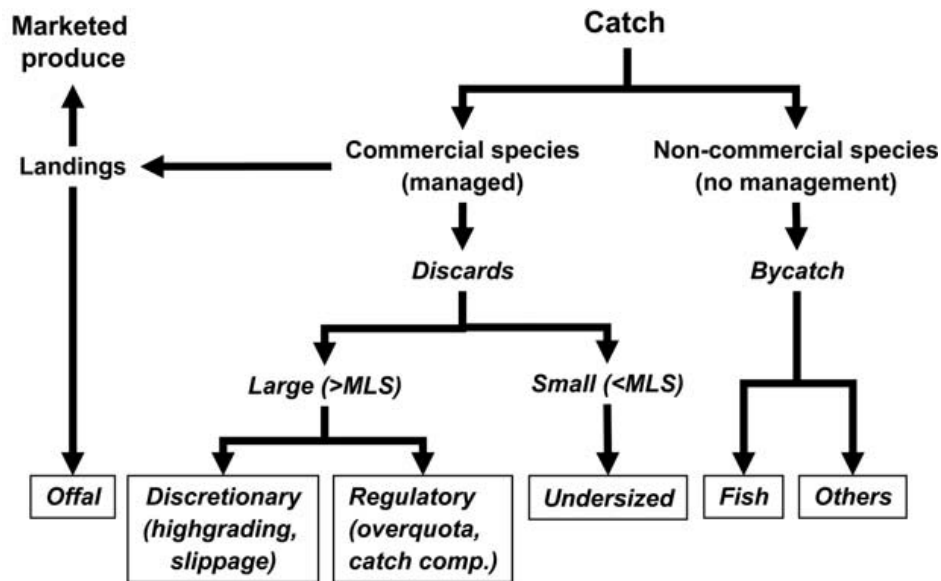 Marketed
produce
Catch
Landings
Commercial species
(managed)
Non-commercial species
(no management)
Discards
Bycatch
Large (>MLS)
Small (<MLS)
Offal
Discretionary
(highgrading,
slippage)
Regulatory
(overquota,
catch comp.)
Undersized
Fish
Others